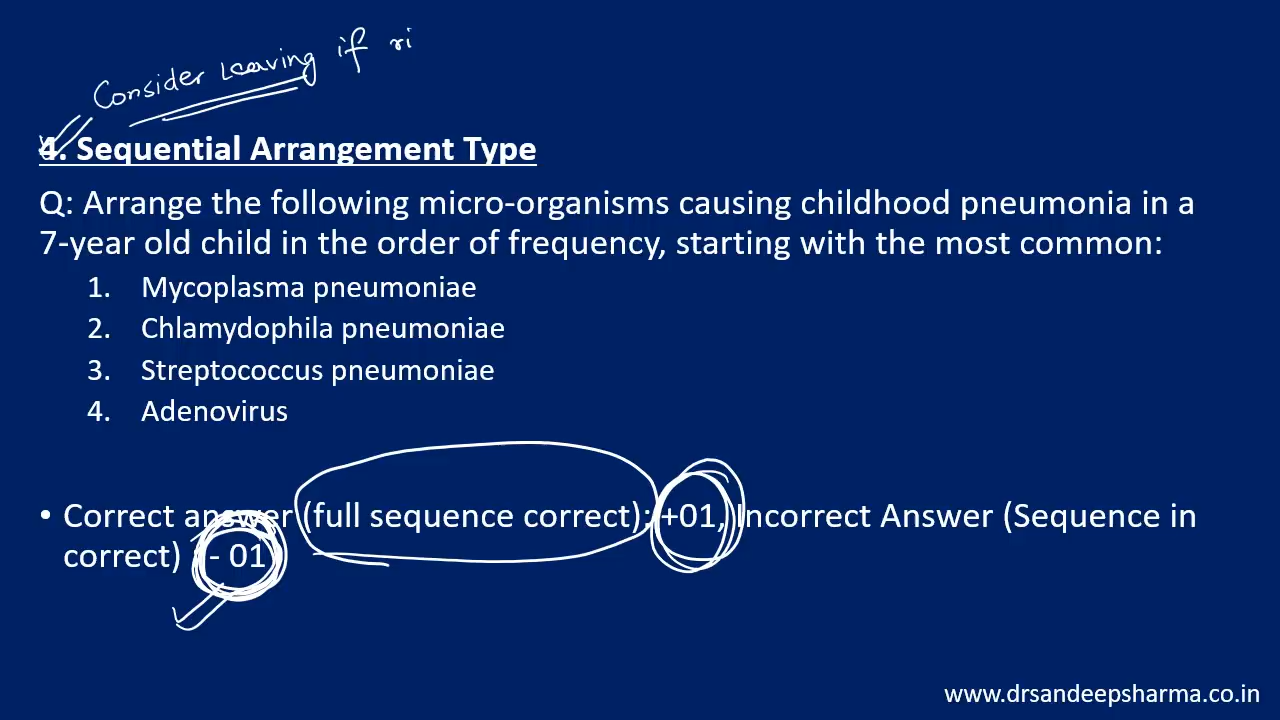 Consider leaving if ri
4. Sequential Arrangement Type
Q: Arrange the following micro-organisms causing childhood pneumonia in a
7-year old child in the order of frequency, starting with the most common:
1. Mycoplasma pneumoniae
2. Chlamydophila pneumoniae
3. Streptococcus pneumoniae
4. Adenovirus
• Correct answer (full sequence correct): +01, Incorrect Answer (Sequence in
correct) : - 01
www.drsandeepsharma.co.in